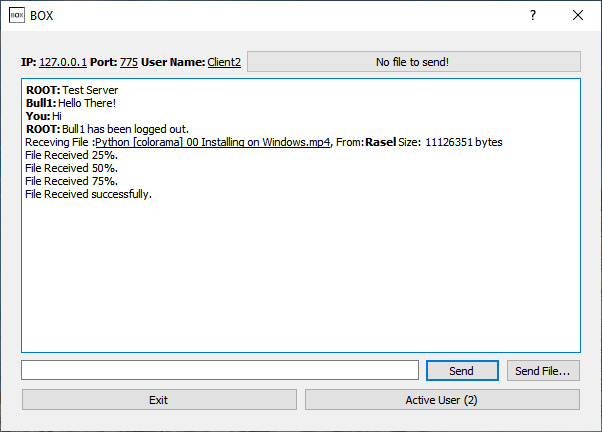 BOX BOX
IP: 127.0.0.1 Port: 775 User Name: Client2 No file to send!
ROOT: Test Server
Bull1: Hello There!
You: Hi
ROOT: Bull1 has been logged out.
Receving File :Python [colorama] 00 Installing on Windows.mp4, From:Rasel Size: 11126351 bytes
File Received 25%.
File Received 50%.
File Received 75%.
File Received successfully.
Send Send File...
Exit Active User (2)